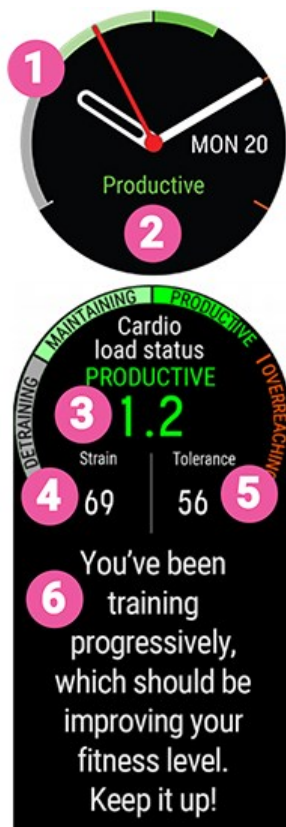 1
MON 20
Productive
2
DETRAINING
MAINTAINING
PRODUCTIVE
OVERREACHING
Cardio
load status
PRODUCTIVE
3 1.2
Strain Tolerance
4 69 56 5
6 You've been
training
progressively,
which should be
improving your
fitness level.
Keep it up!